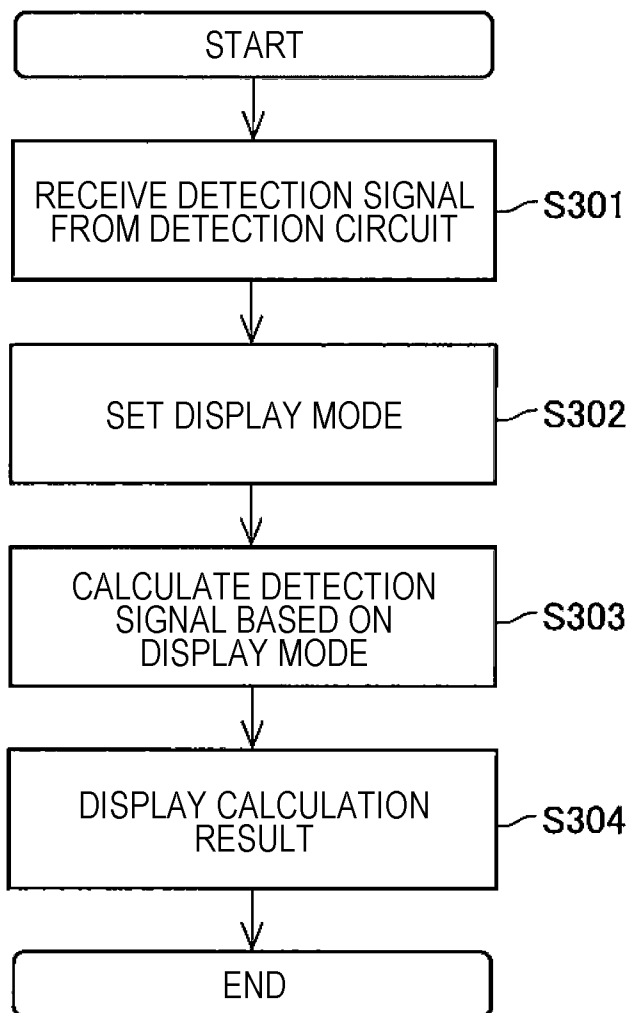 START
RECEIVE DETECTION SIGNAL
FROM DETECTION CIRCUIT
S301
SET DISPLAY MODE
S302
CALCULATE DETECTION
SIGNAL BASED ON
DISPLAY MODE
S303
DISPLAY CALCULATION
RESULT
S304
END